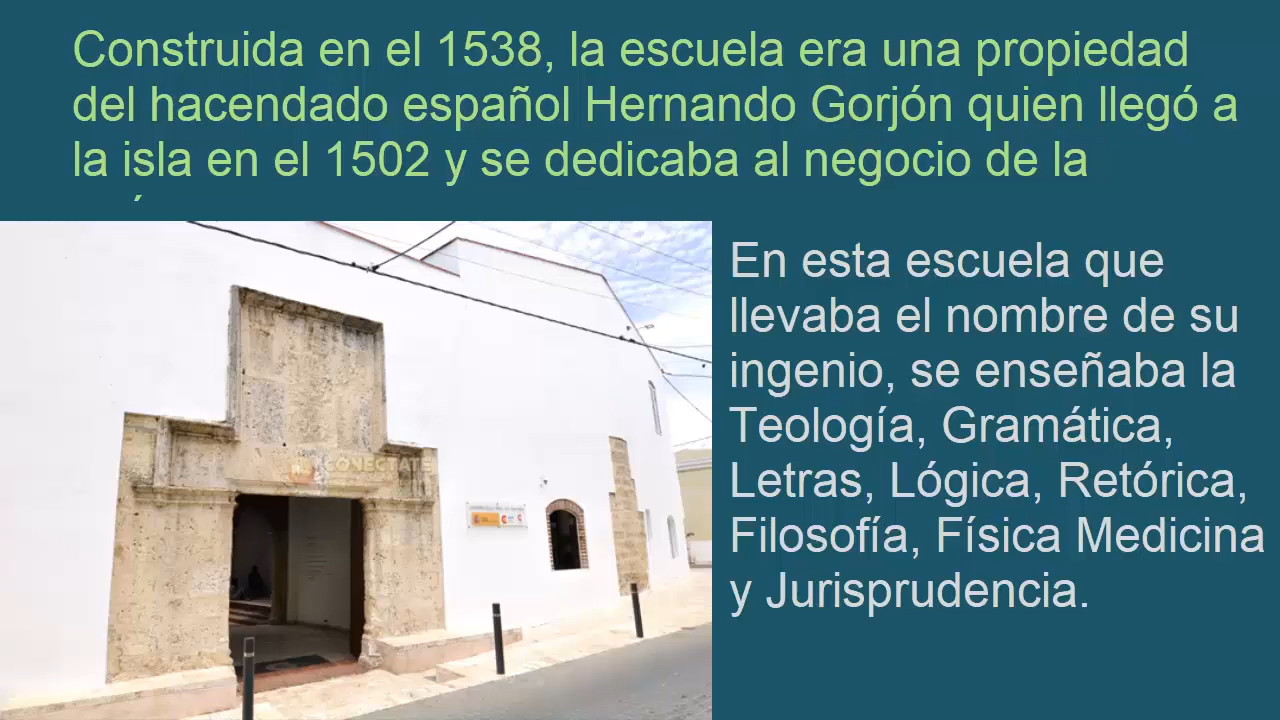 Construida en el 1538, la escuela era una propiedad
del hacendado español Hernando Gorjón quien llegó a
la isla en el 1502 y se dedicaba al negocio de la
En esta escuela que
llevaba el nombre de su
ingenio, se enseñaba la
Teología, Gramática,
Letras, Lógica, Retórica,
Filosofía, Física Medicina
y Jurisprudencia.
CONECTATE